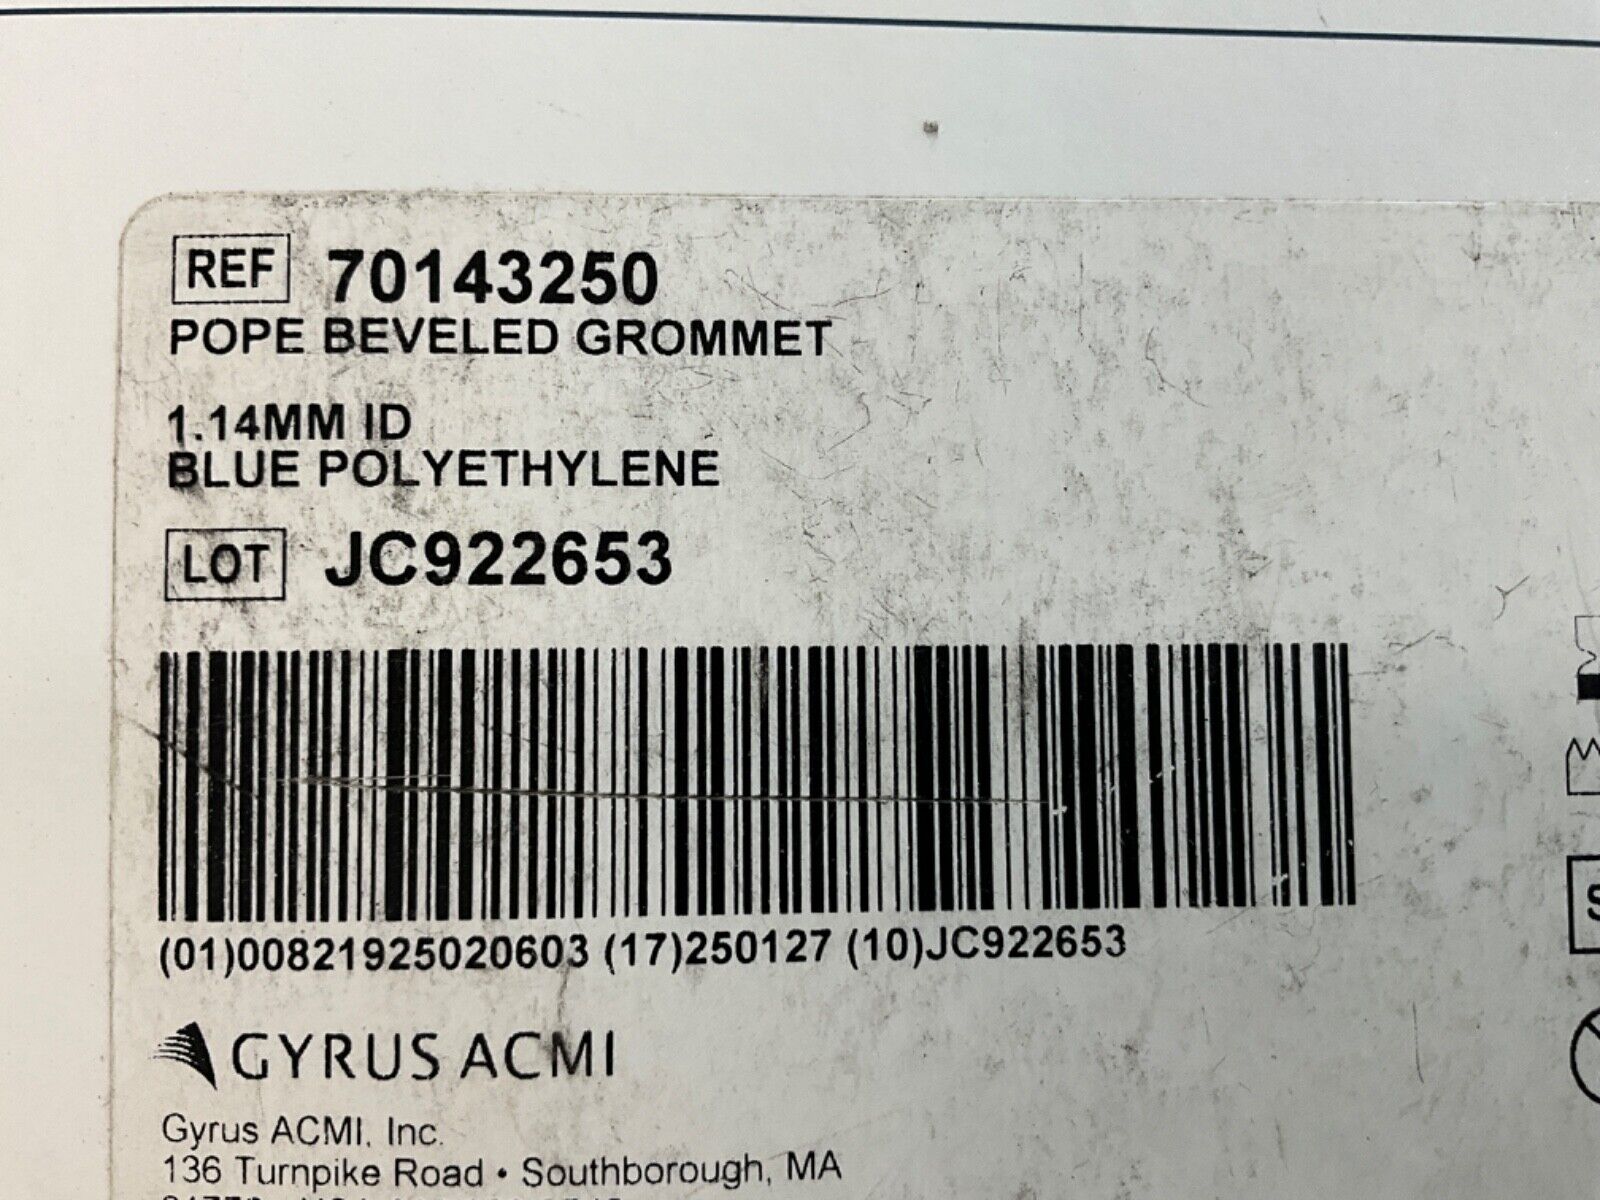 REF 70143250
POPE BEVELED GROMMET
1.14MM ID
BLUE POLYETHYLENE
LOT JC922653
(01)00821925020603 (17)250127 (10)JC922653
GYRUS ACMI
Gyrus ACMI, Inc.
136 Turnpike Road • Southborough, MA